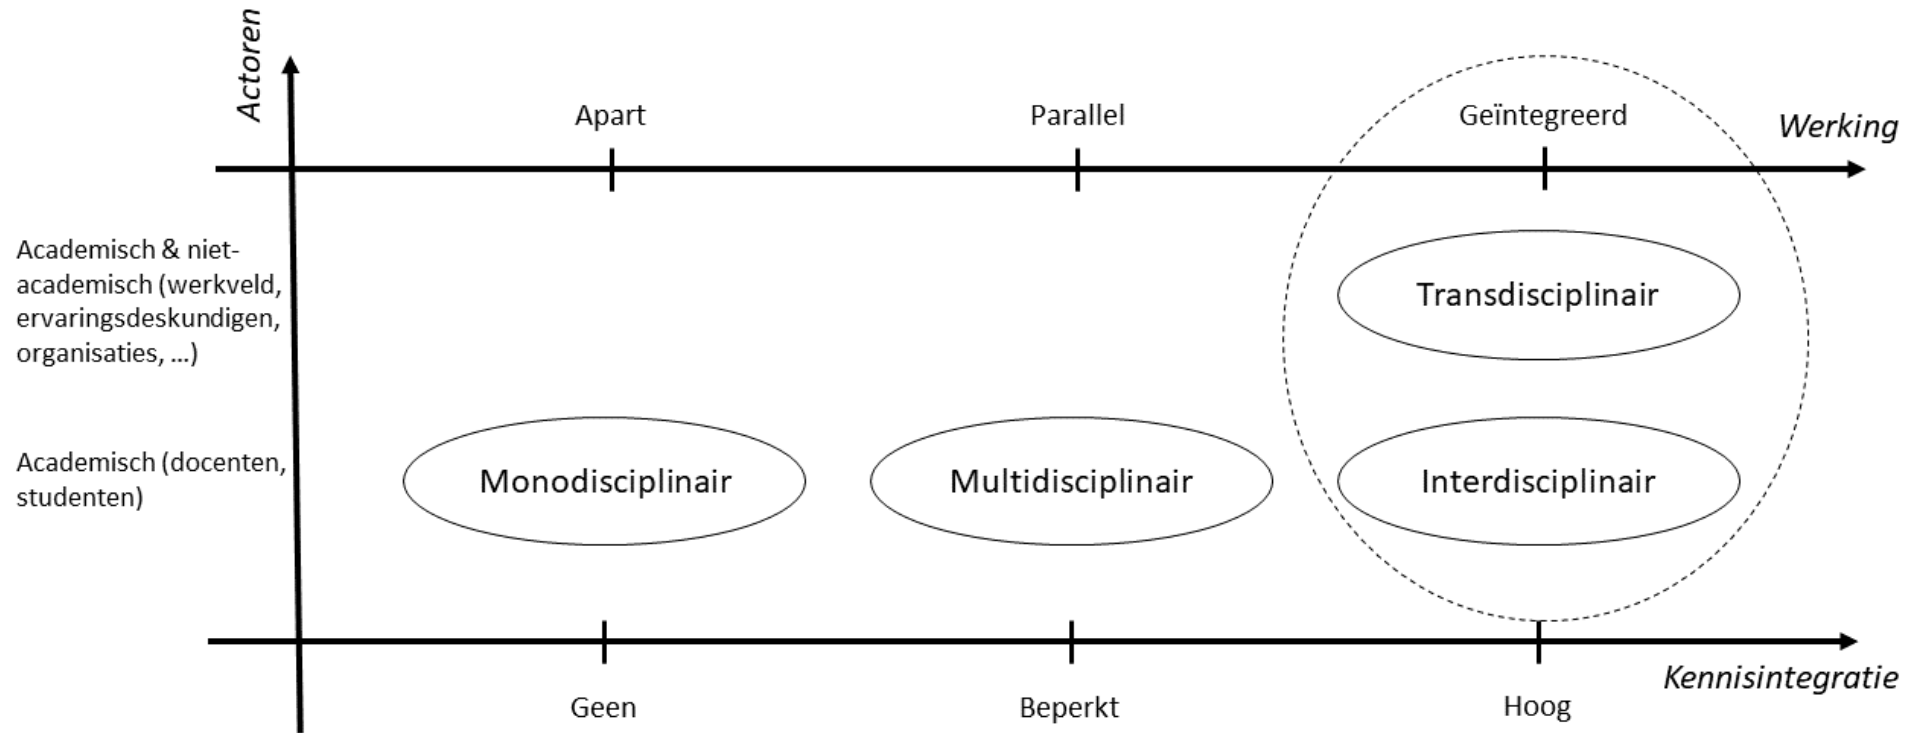 Actoren
Apart
Parallel
Geïntegreerd
Werking
Academisch & niet-
academisch (werkveld,
ervaringsdeskundigen,
organisaties, ...)
Transdisciplinair
Academisch (docenten,
studenten)
Monodisciplinair
Multidisciplinair
Interdisciplinair
Kennisintegratie
Geen
Beperkt
Hoog